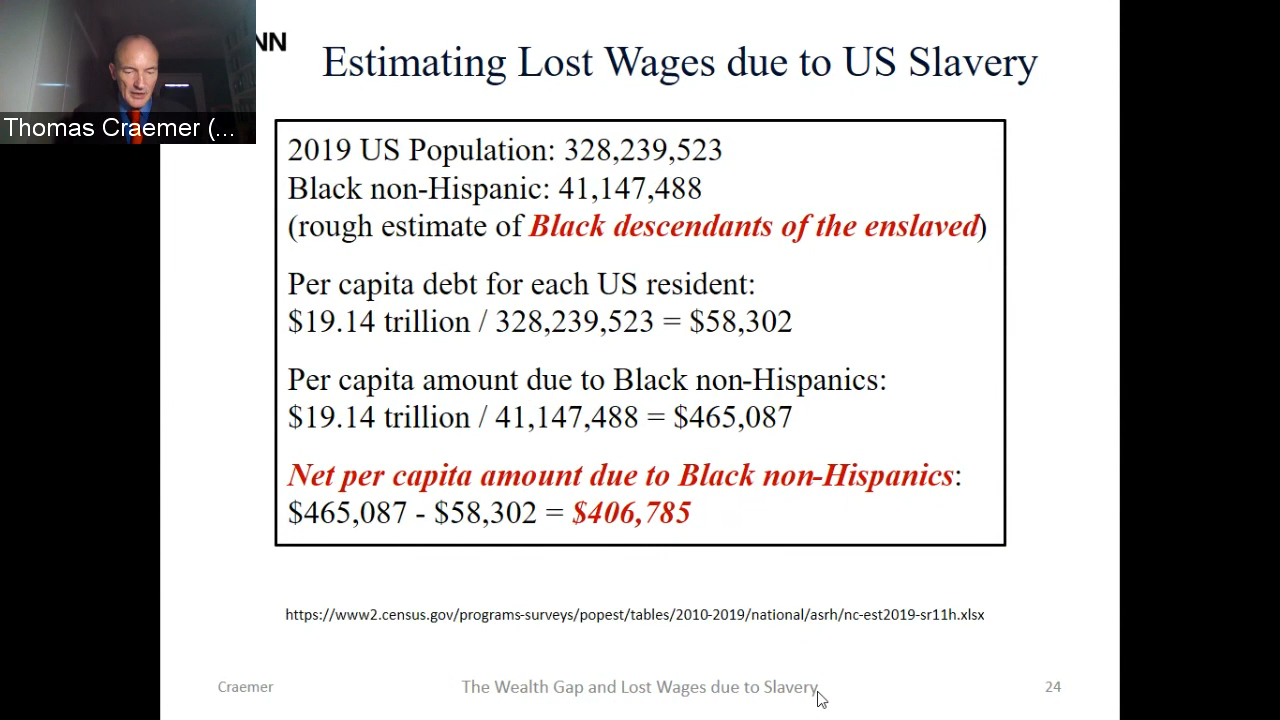 NN
Estimating Lost Wages due to US Slavery
Thomas Craemer (...
2019 US Population: 328,239,523
Black non-Hispanic: 41,147,488
(rough estimate of Black descendants of the enslaved)
Per capita debt for each US resident:
$19.14 trillion / 328,239,523 = $58,302
Per capita amount due to Black non-Hispanics:
$19.14 trillion / 41,147,488 = $465,087
Net per capita amount due to Black non-Hispanics:
$465,087 - $58,302 = $406,785
https://www2.census.gov/programs-surveys/popest/tables/2010-2019/national/asrh/nc-est2019-sr11h.xlsx
Craemer
The Wealth Gap and Lost Wages due to Slavery
24